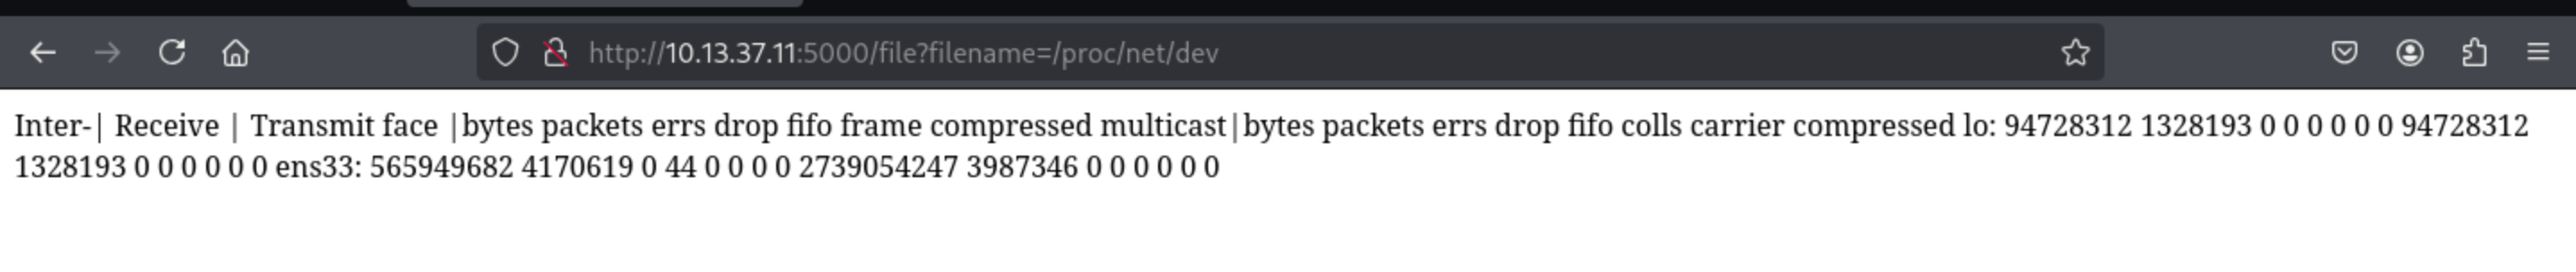 http://10.13.37.11:5000/file?filename=/proc/net/dev
Inter-| Receive | Transmit face |bytes packets errs drop fifo frame compressed multicast|bytes packets errs drop fifo colls carrier compressed lo: 94728312 1328193 0 0 0 0 0 0 94728312
1328193 0 0 0 0 0 0 ens33: 565949682 4170619 0 44 0 0 0 0 2739054247 3987346 0 0 0 0 0 0